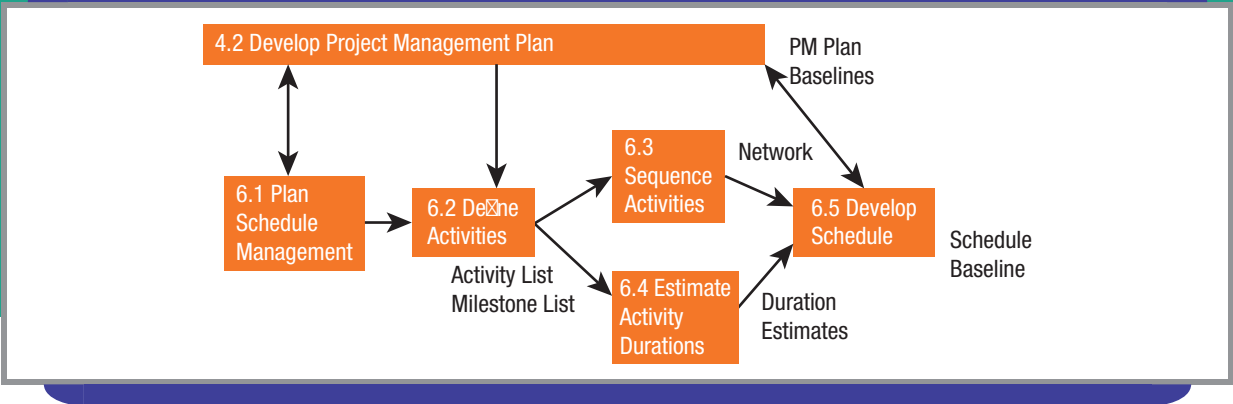 4.2 Develop Project Management Plan
PM Plan
Baselines
6.1 Plan
Schedule
Management
6.2 De☒ne
Activities
Activity List
Milestone List
6.3
Sequence
Activities
Network
6.4 Estimate
Activity
Durations
Duration
Estimates
6.5 Develop
Schedule
Schedule
Baseline